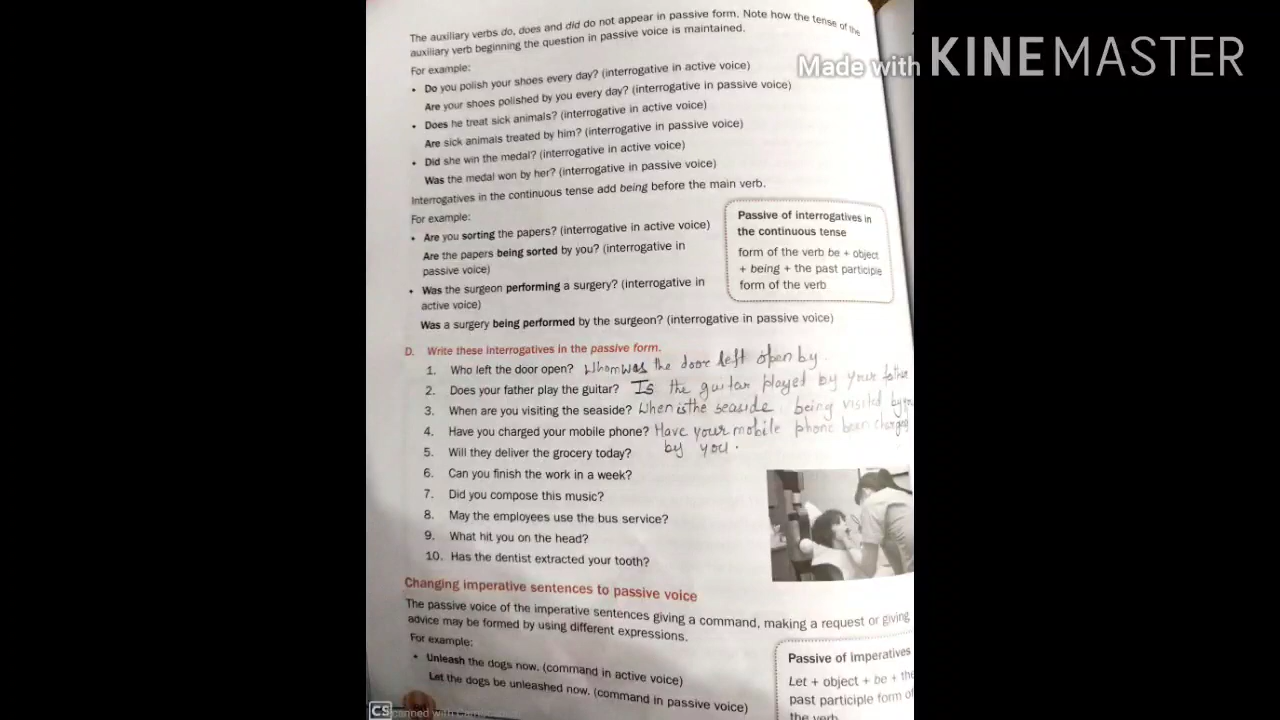 The auxiliary verbs do, does and did do not appear in passive form. Note how the tense of the
auxiliary verb beginning the question in passive voice is maintained.
Made with KINEMASTER
For example:
• Do you polish your shoes every day? (interrogative in active voice)
Are your shoes polished by you every day? (interrogative in passive voice)
• Does he treat sick animals? (interrogative in active voice)
Are sick animals treated by him? (interrogative in passive voice)
• Did she win the medal? (interrogative in active voice)
Was the medal won by her? (interrogative in passive voice)
Interrogatives in the continuous tense add being before the main verb.
For example:
• Are you sorting the papers? (interrogative in active voice)
Are the papers being sorted by you? (interrogative in
passive voice)
• Was the surgeon performing a surgery? (interrogative in
active voice)
Was a surgery being performed by the surgeon? (interrogative in passive voice)
Passive of interrogatives in
the continuous tense
form of the verb be + object
+ being + the past participle
form of the verb
D. Write these interrogatives in the passive form.
1. Who left the door open? Whom was the door left open by.
2. Does your father play the guitar? Is the guitar played by your father
3. When are you visiting the seaside? When is the seaside being visited by
4. Have you charged your mobile phone? Have your mobile phone been charged
by you.
5. Will they deliver the grocery today?
6. Can you finish the work in a week?
7. Did you compose this music?
8. May the employees use the bus service?
9. What hit you on the head?
10. Has the dentist extracted your tooth?
Changing imperative sentences to passive voice
The passive voice of the imperative sentences giving a command, making a request or giving
advice may be formed by using different expressions.
For example:
• Unleash the dogs now. (command in active voice)
Let the dogs be unleashed now. (command in passive voice)
Passive of imperatives
Let + object + be + the
past participle form of
the verb
CS